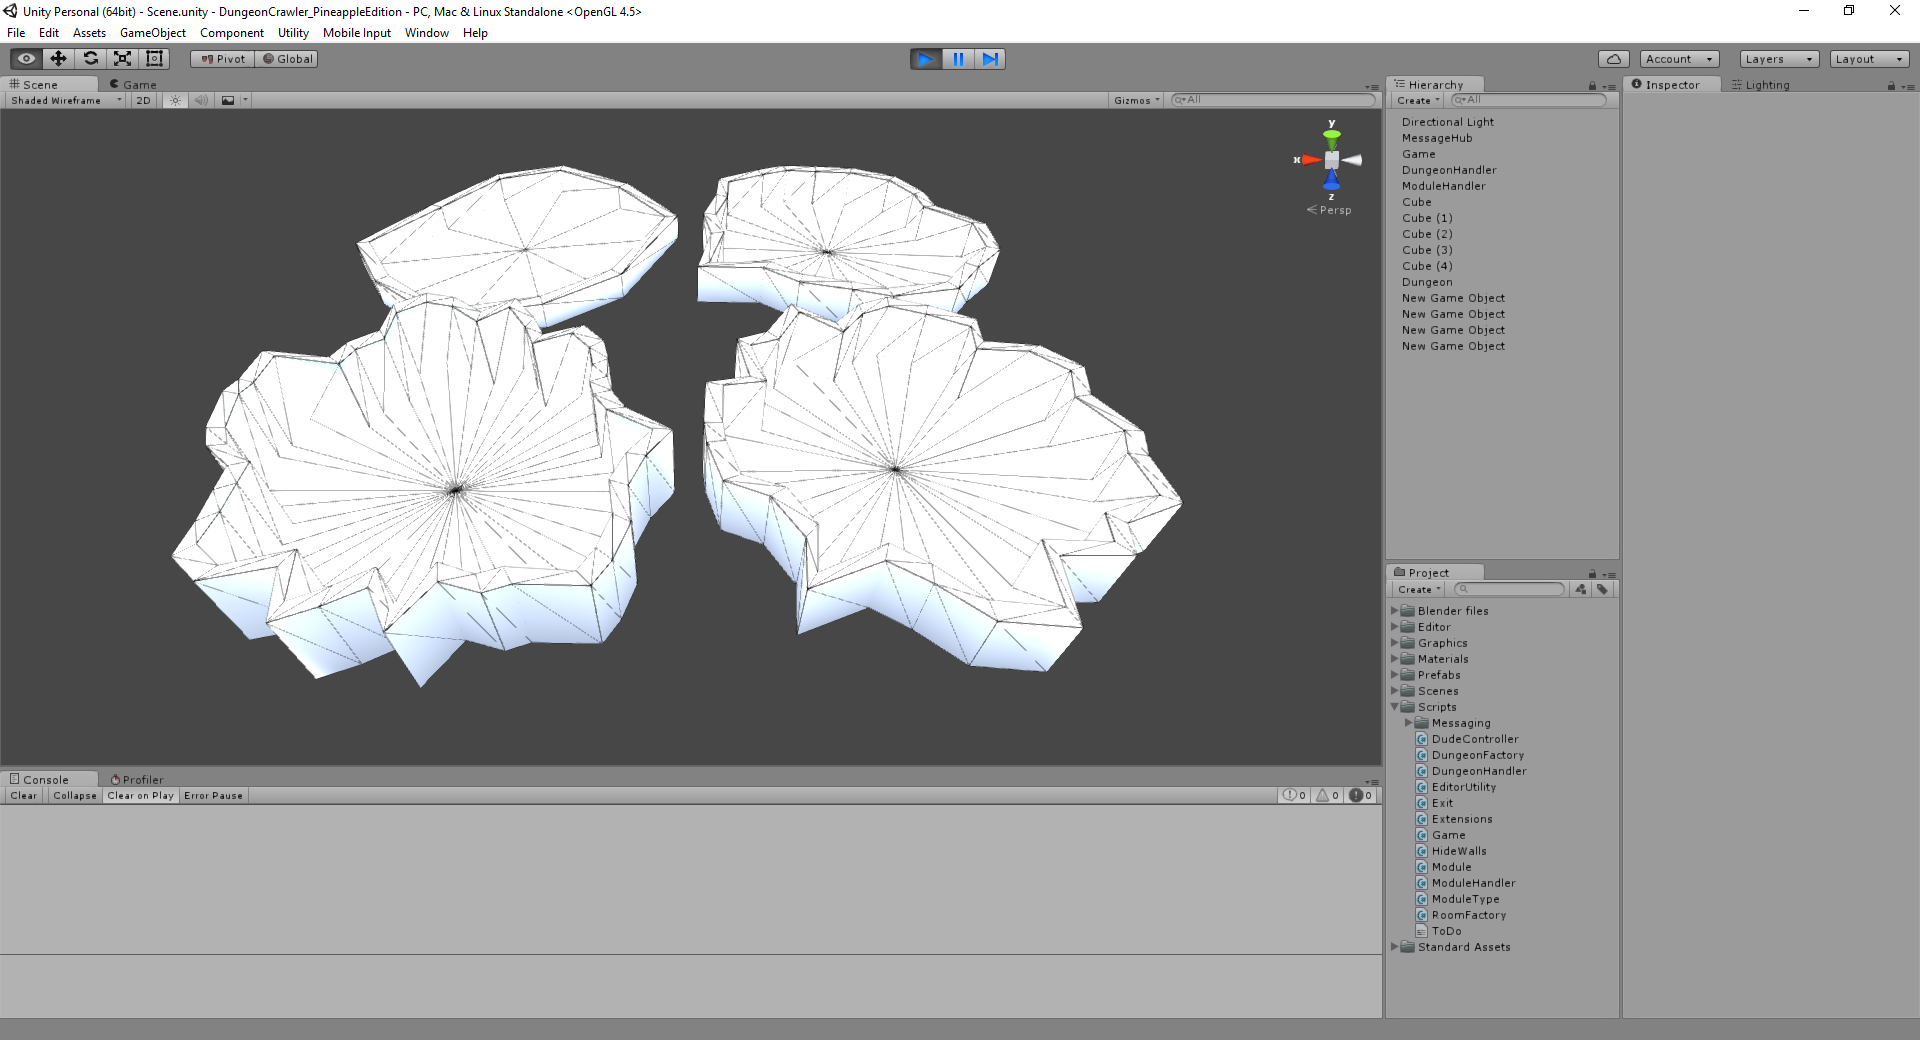 Unity Personal (64bit) - Scene.unity - DungeonCrawler_PineappleEdition - PC, Mac & Linux Standalone <OpenGL 4.5>
File Edit Assets GameObject Component Utility Mobile Input Window Help
Pivot Global Account Layers Layout
Scene Game
Shaded Wireframe 2D Gizmos All
y
x
z
Persp
Hierarchy
Create All
Directional Light
MessageHub
Game
DungeonHandler
ModuleHandler
Cube
Cube (1)
Cube (2)
Cube (3)
Cube (4)
Dungeon
New Game Object
New Game Object
New Game Object
New Game Object
Inspector Lighting
Project
Create
Blender files
Editor
Graphics
Materials
Prefabs
Scenes
Scripts
Messaging
DudeController
DungeonFactory
DungeonHandler
EditorUtility
Exit
Extensions
Game
HideWalls
Module
ModuleHandler
ModuleType
RoomFactory
ToDo
Standard Assets
Console Profiler
Clear Collapse Clear on Play Error Pause 0 0 0